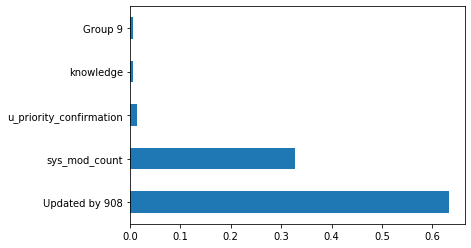 Group 9
knowledge
u_priority_confirmation
sys_mod_count
Updated by 908
0.0 0.1 0.2 0.3 0.4 0.5 0.6